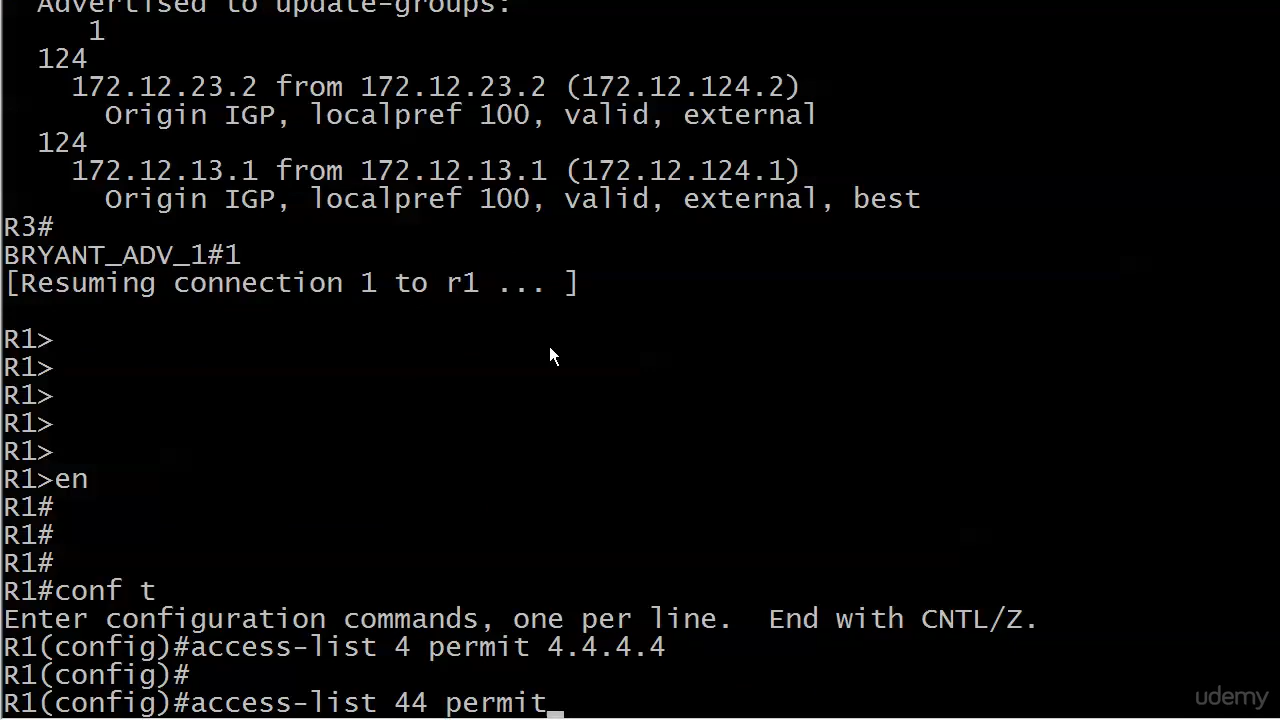 Advertised to update-groups:
1
124
172.12.23.2 from 172.12.23.2 (172.12.124.2)
Origin IGP, localpref 100, valid, external
124
172.12.13.1 from 172.12.13.1 (172.12.124.1)
Origin IGP, localpref 100, valid, external, best
R3#
BRYANT_ADV_1#1
[Resuming connection 1 to r1 ... ]
R1>
R1>
R1>
R1>
R1>
R1>en
R1#
R1#
R1#
R1#conf t
Enter configuration commands, one per line.  End with CNTL/Z.
R1(config)#access-list 4 permit 4.4.4.4
R1(config)#
R1(config)#access-list 44 permit_
udemy